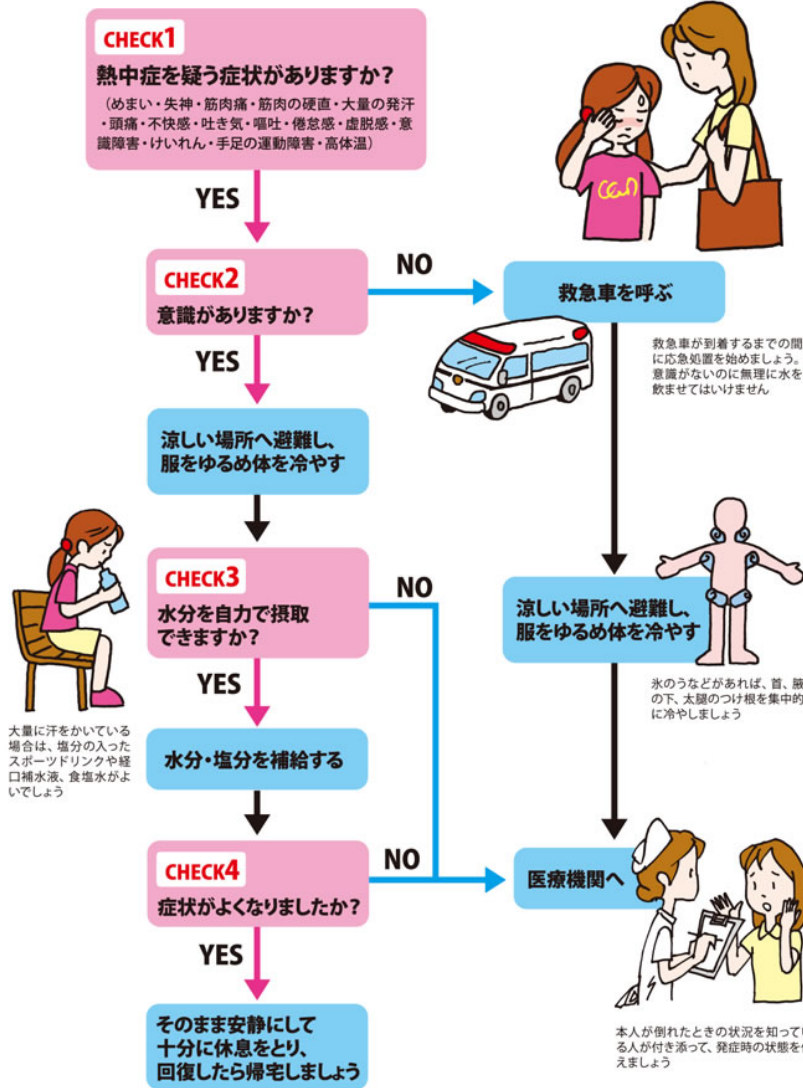 CHECK1
熱中症を疑う症状がありますか？
（めまい・失神・筋肉痛・筋肉の硬直・大量の発汗
・頭痛・不快感・吐き気・嘔吐・倦怠感・虚脱感・意
識障害・けいれん・手足の運動障害・高体温）
YES
CHECK2
意識がありますか？
NO
救急車を呼ぶ
救急車が到着するまでの間
に応急処置を始めましょう。
意識がないのに無理に水を
飲ませてはいけません
YES
涼しい場所へ避難し、
服をゆるめ体を冷やす
CHECK3
水分を自力で摂取
できますか？
NO
涼しい場所へ避難し、
服をゆるめ体を冷やす
氷のうなどがあれば、首、腋
の下、太腿のつけ根を集中的
に冷やしましょう
YES
大量に汗をかいている
場合は、塩分の入った
スポーツドリンクや経
口補水液、食塩水がよ
いでしょう
水分・塩分を補給する
CHECK4
症状がよくなりましたか？
NO
医療機関へ
YES
そのまま安静にして
十分に休息をとり、
回復したら帰宅しましょう
本人が倒れたときの状況を知ってい
る人が付き添って、発症時の状態を伝
えましょう